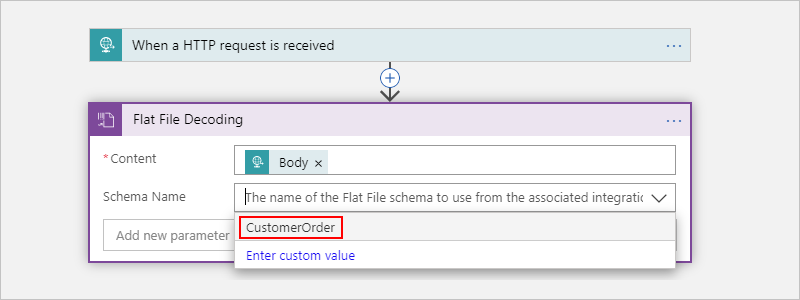 When a HTTP request is received
...
Flat File Decoding
...
*Content
Body ×
Schema Name
The name of the Flat File schema to use from the associated integratio
Add new parameter
CustomerOrder
Enter custom value